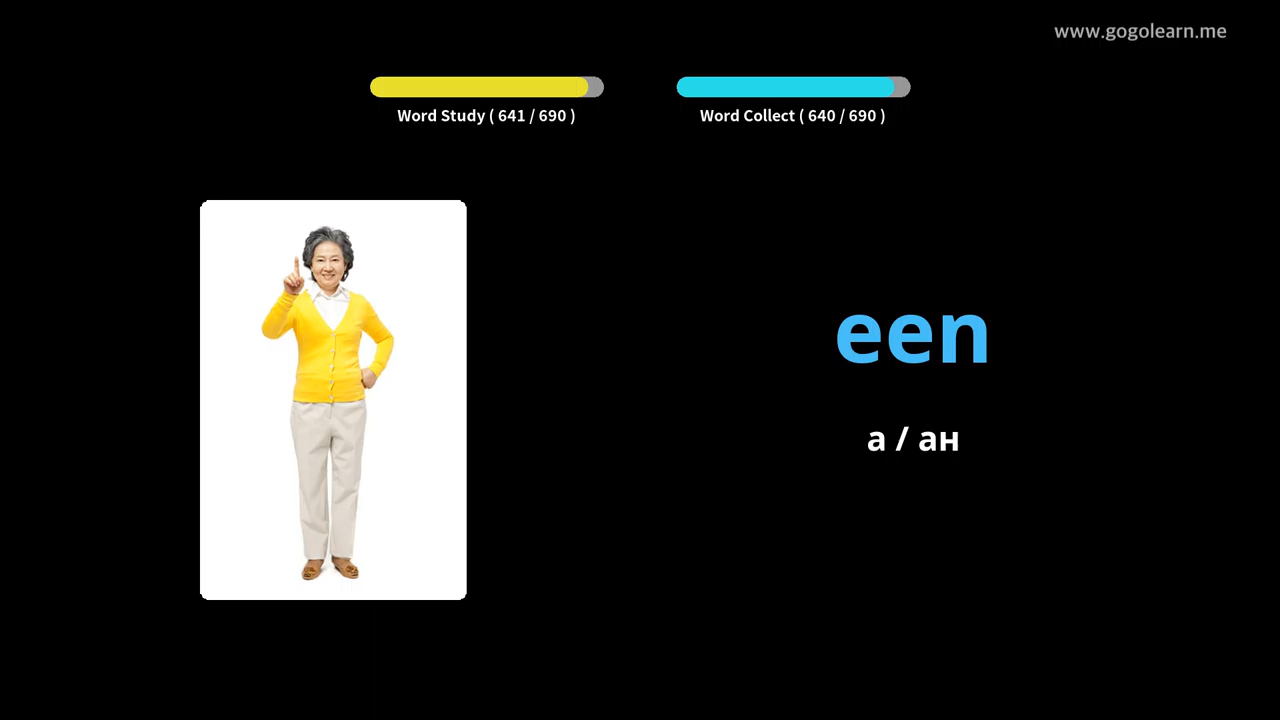 www.gogolearn.me
Word Study ( 641 / 690 )
Word Collect ( 640 / 690 )
een
а / ан